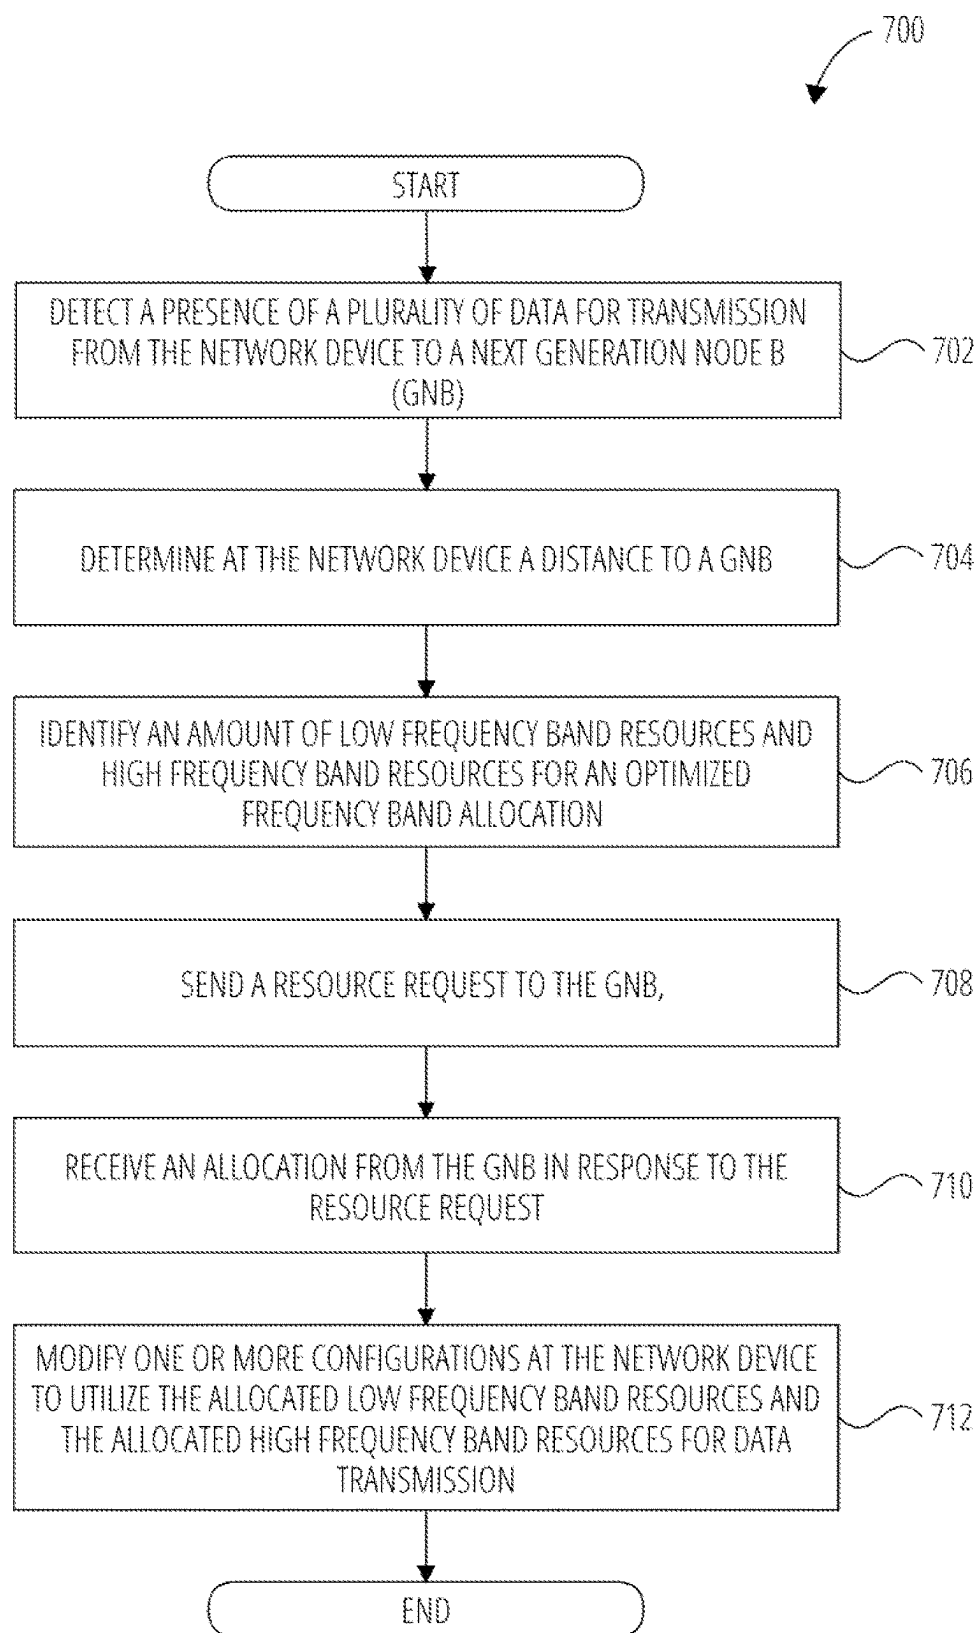 700
START
DETECT A PRESENCE OF A PLURALITY OF DATA FOR TRANSMISSION
FROM THE NETWORK DEVICE TO A NEXT GENERATION NODE B
(GNB)
702
DETERMINE AT THE NETWORK DEVICE A DISTANCE TO A GNB
704
IDENTIFY AN AMOUNT OF LOW FREQUENCY BAND RESOURCES AND
HIGH FREQUENCY BAND RESOURCES FOR AN OPTIMIZED
FREQUENCY BAND ALLOCATION
706
SEND A RESOURCE REQUEST TO THE GNB,
708
RECEIVE AN ALLOCATION FROM THE GNB IN RESPONSE TO THE
RESOURCE REQUEST
710
MODIFY ONE OR MORE CONFIGURATIONS AT THE NETWORK DEVICE
TO UTILIZE THE ALLOCATED LOW FREQUENCY BAND RESOURCES AND
THE ALLOCATED HIGH FREQUENCY BAND RESOURCES FOR DATA
TRANSMISSION
712
END